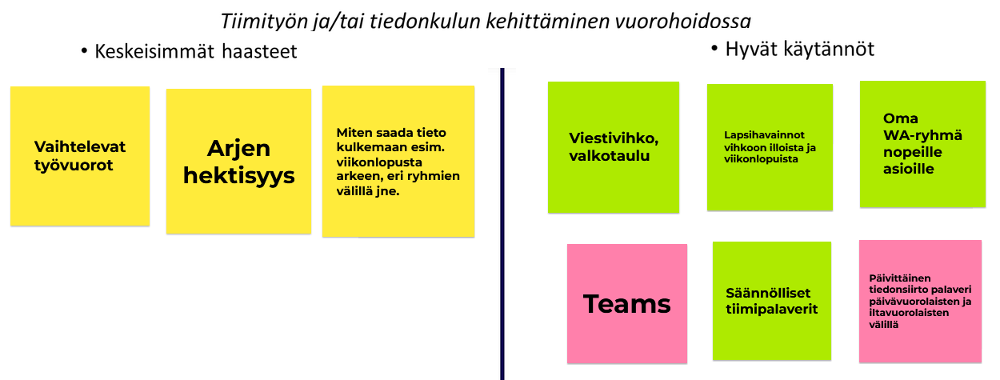 Tiimityön ja/tai tiedonkulun kehittäminen vuorohoidossa
• Keskeisimmät haasteet
Vaihtelevat
työvuorot
Arjen
hektisyys
Miten saada tieto
kulkemaan esim.
viikonlopusta
arkeen, eri ryhmien
välillä jne.
• Hyvät käytännöt
Viestivihko,
valkotaulu
Lapsihavainnot
vihkoon illoista ja
viikonlopuista
Oma
WA-ryhmä
nopeille
asioille
Teams
Säännölliset
tiimipalaverit
Päivittäinen
tiedonsiirto palaveri
päivävuorolaisten ja
iltavuorolaisten
välillä